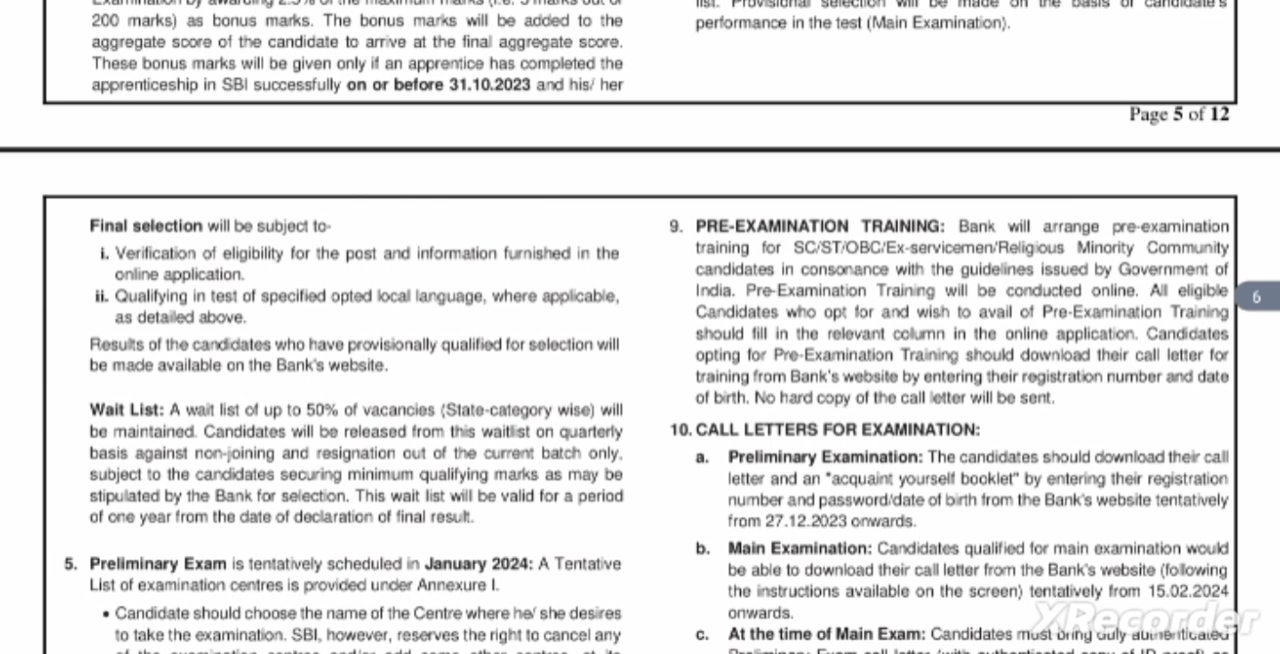 200 marks) as bonus marks. The bonus marks will be added to the
aggregate score of the candidate to arrive at the final aggregate score.
These bonus marks will be given only if an apprentice has completed the
apprenticeship in SBI successfully on or before 31.10.2023 and his/ her
list. Provisional selection will be made on the basis of candidate's
performance in the test (Main Examination).
Page 5 of 12
Final selection will be subject to-
i. Verification of eligibility for the post and information furnished in the
online application.
ii. Qualifying in test of specified opted local language, where applicable,
as detailed above.
Results of the candidates who have provisionally qualified for selection will
be made available on the Bank's website.
Wait List: A wait list of up to 50% of vacancies (State-category wise) will
be maintained. Candidates will be released from this waitlist on quarterly
basis against non-joining and resignation out of the current batch only,
subject to the candidates securing minimum qualifying marks as may be
stipulated by the Bank for selection. This wait list will be valid for a period
of one year from the date of declaration of final result.
5. Preliminary Exam is tentatively scheduled in January 2024: A Tentative
List of examination centres is provided under Annexure I.
• Candidate should choose the name of the Centre where he/ she desires
to take the examination. SBI, however, reserves the right to cancel any
9. PRE-EXAMINATION TRAINING: Bank will arrange pre-examination
training for SC/ST/OBC/Ex-servicemen/Religious Minority Community
candidates in consonance with the guidelines issued by Government of
India. Pre-Examination Training will be conducted online. All eligible
Candidates who opt for and wish to avail of Pre-Examination Training
should fill in the relevant column in the online application. Candidates
opting for Pre-Examination Training should download their call letter for
training from Bank's website by entering their registration number and date
of birth. No hard copy of the call letter will be sent.
10. CALL LETTERS FOR EXAMINATION:
a. Preliminary Examination: The candidates should download their call
letter and an "acquaint yourself booklet" by entering their registration
number and password/date of birth from the Bank's website tentatively
from 27.12.2023 onwards.
b. Main Examination: Candidates qualified for main examination would
be able to download their call letter from the Bank's website (following
the instructions available on the screen) tentatively from 15.02.2024
onwards.
c. At the time of Main Exam: Candidates must bring duly authenticated
6
XRecorder